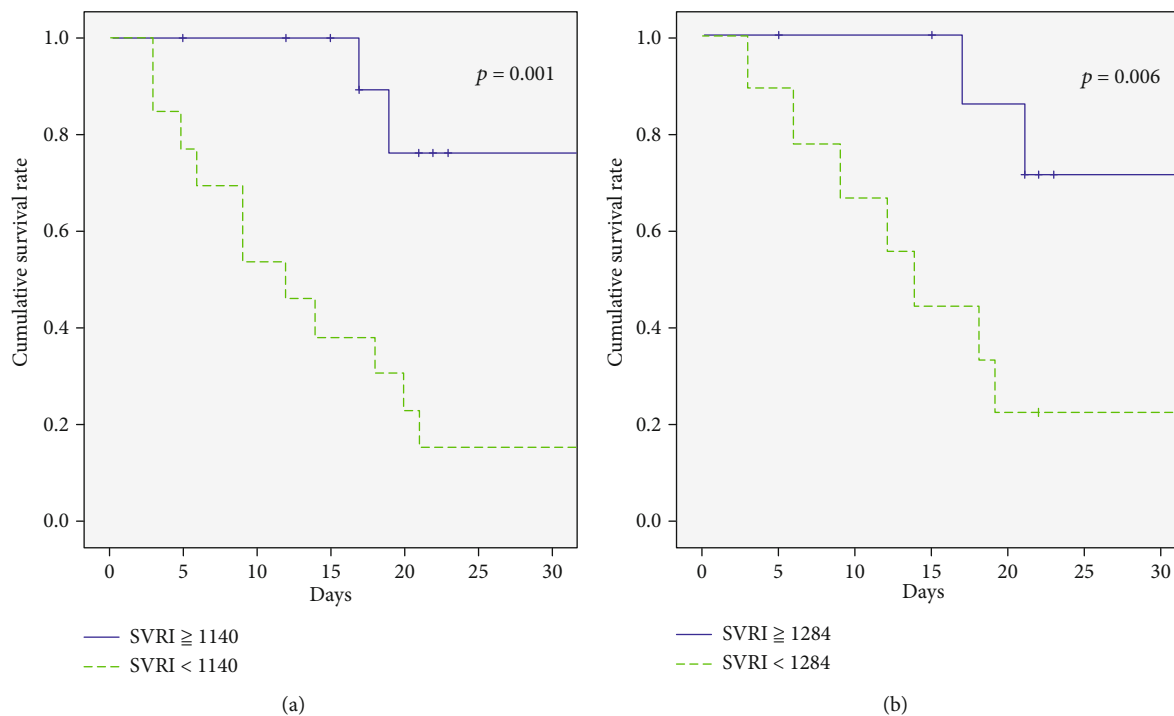 1.0
0.8
0.6
0.4
0.2
0.0
Cumulative survival rate
p = 0.001
0 5 10 15 20 25 30
Days
SVRI ≧ 1140
SVRI < 1140
(a)
1.0
0.8
0.6
0.4
0.2
0.0
Cumulative survival rate
p = 0.006
0 5 10 15 20 25 30
Days
SVRI ≧ 1284
SVRI < 1284
(b)